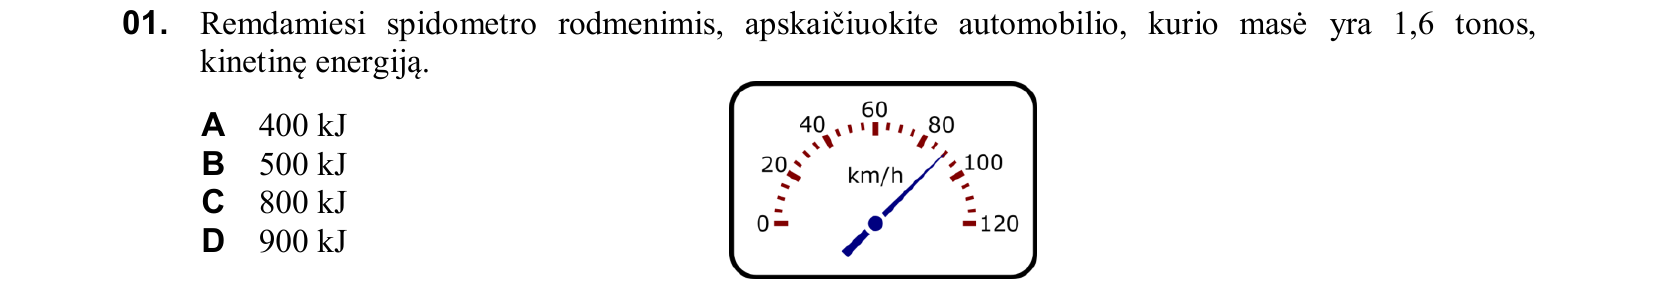 01. Remdamiesi spidometro rodmenimis, apskaičiuokite automobilio, kurio masė yra 1,6 tonos,
kinetinę energiją.
A 400 kJ
B 500 kJ
C 800 kJ
D 900 kJ
0
20
40
60
80
100
120
km/h